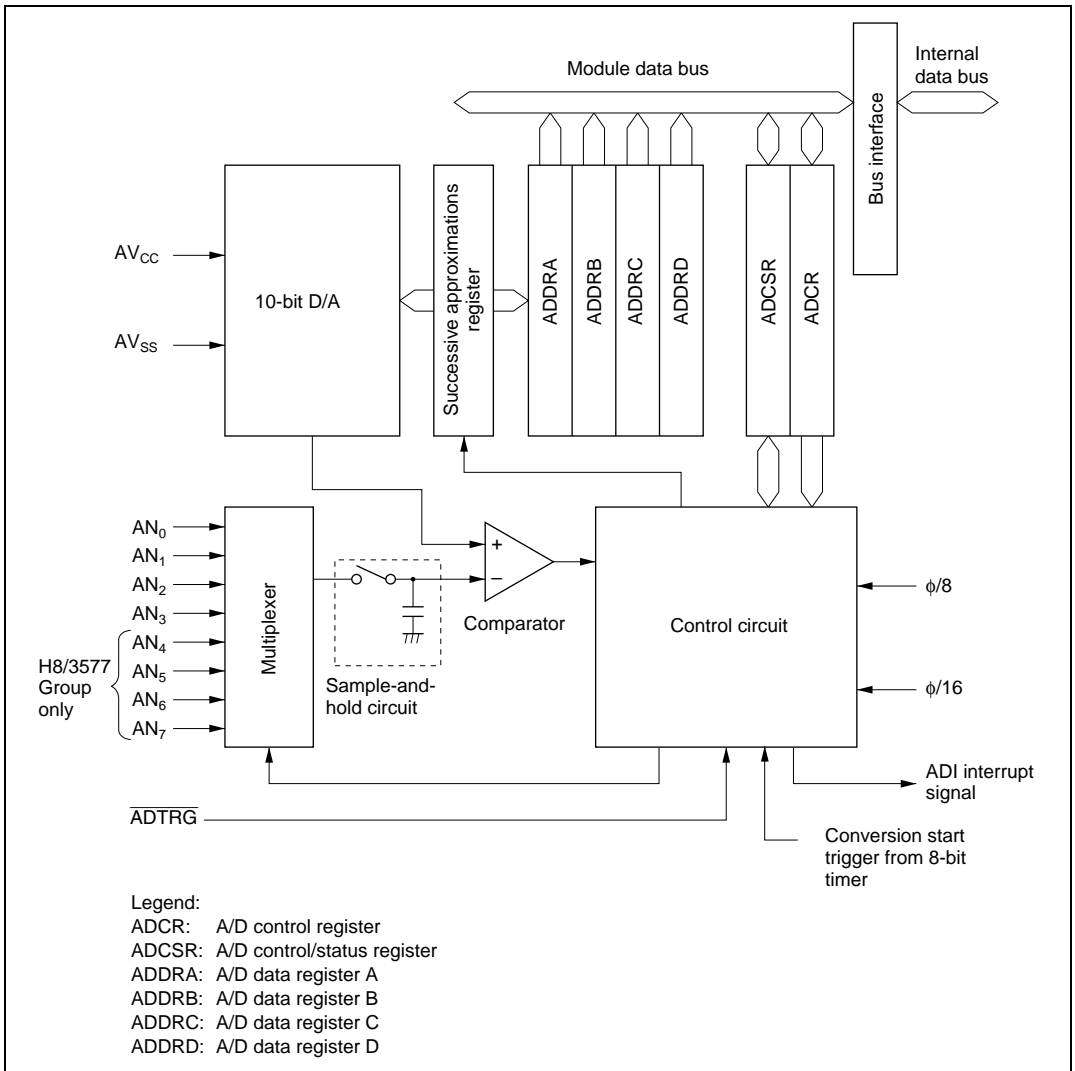 Module data bus
Internal
data bus
Bus interface
AVCC
AVSS
10-bit D/A
Successive approximations
register
ADDRA
ADDRB
ADDRC
ADDRD
ADCSR
ADCR
AN0
AN1
AN2
AN3
AN4
AN5
AN6
AN7
H8/3577
Group
only
Multiplexer
Sample-and-
hold circuit
+
−
Comparator
Control circuit
ϕ/8
ϕ/16
ADI interrupt
signal
ADTRG
Conversion start
trigger from 8-bit
timer
Legend:
ADCR: A/D control register
ADCSR: A/D control/status register
ADDRA: A/D data register A
ADDRB: A/D data register B
ADDRC: A/D data register C
ADDRD: A/D data register D